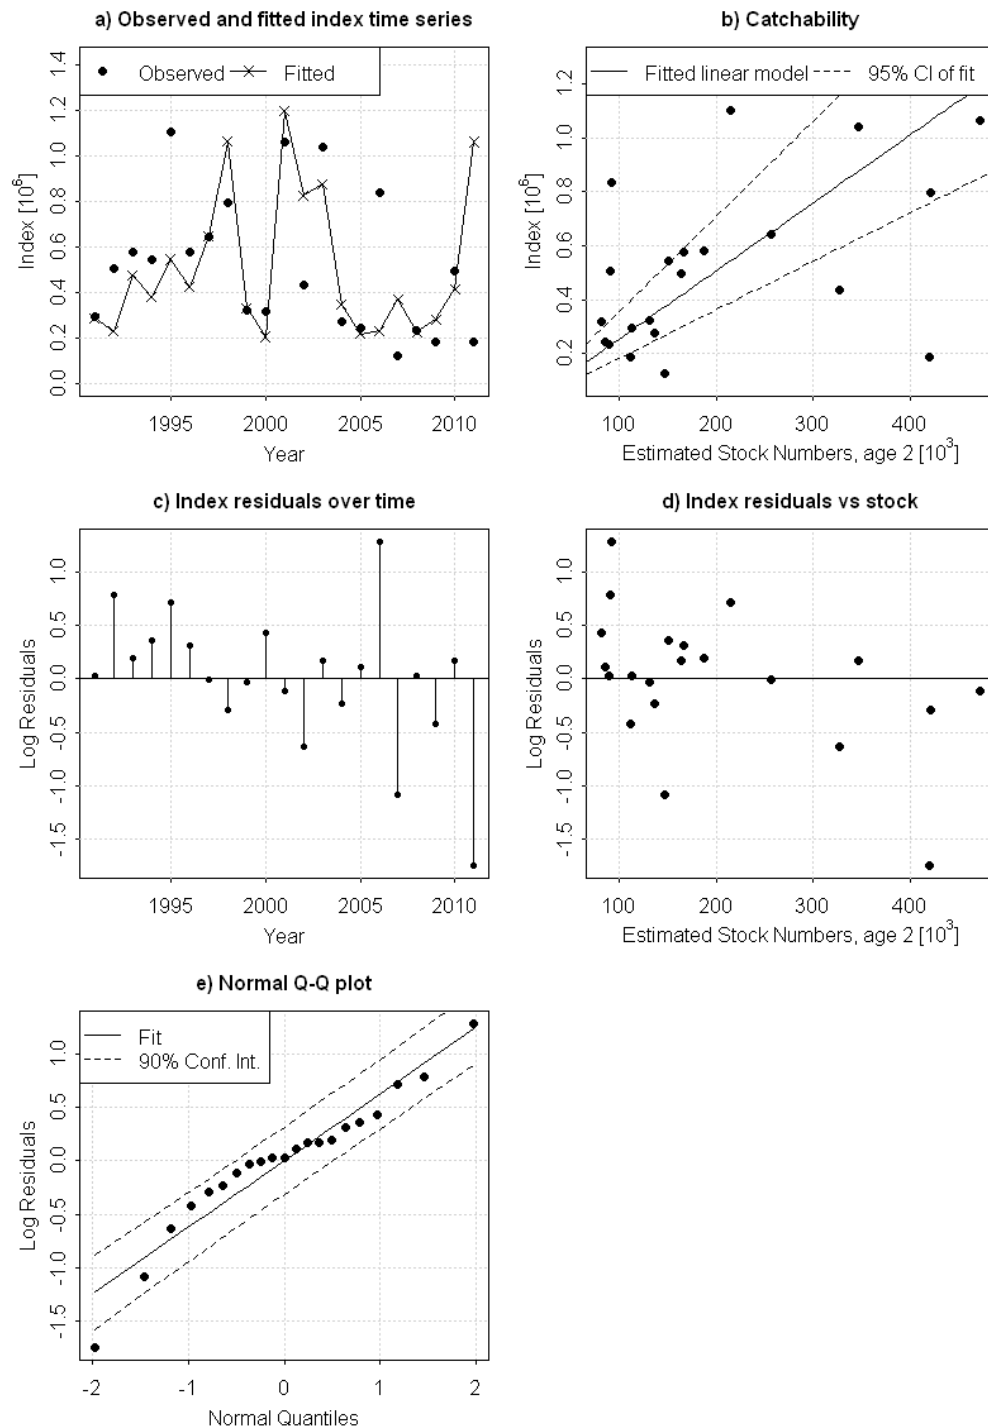 a) Observed and fitted index time series
Observed Fitted
Index [10^6]
0.0 0.2 0.4 0.6 0.8 1.0 1.2 1.4
1995 2000 2005 2010
Year
b) Catchability
Fitted linear model 95% CI of fit
Index [10^6]
0.2 0.4 0.6 0.8 1.0 1.2
100 200 300 400
Estimated Stock Numbers, age 2 [10^3]
c) Index residuals over time
Log Residuals
-1.5 -1.0 -0.5 0.0 0.5 1.0
1995 2000 2005 2010
Year
d) Index residuals vs stock
Log Residuals
-1.5 -1.0 -0.5 0.0 0.5 1.0
100 200 300 400
Estimated Stock Numbers, age 2 [10^3]
e) Normal Q-Q plot
Fit
90% Conf. Int.
Log Residuals
-1.5 -1.0 -0.5 0.0 0.5 1.0
-2 -1 0 1 2
Normal Quantiles